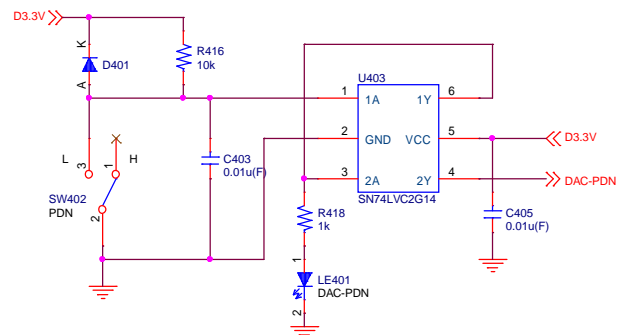 D3.3V
K
D401
A
R416
10k
U403
1
1A
1Y
6
2
GND
VCC
5
D3.3V
3
2A
2Y
4
DAC-PDN
SN74LVC2G14
L
3
1
H
C403
0.01u(F)
SW402
PDN
2
R418
1k
C405
0.01u(F)
1
LE401
DAC-PDN
2